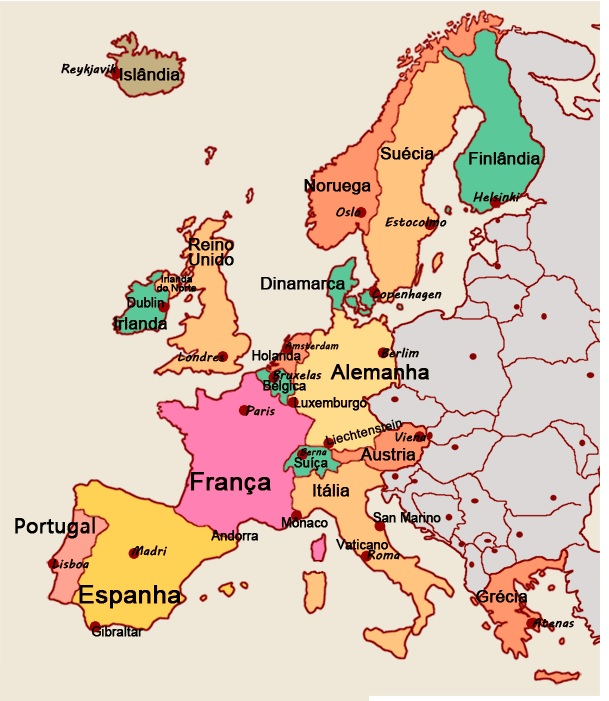 Reykjavik
Islândia
Suécia
Finlândia
Noruega
Helsinki
Oslo
Estocolmo
Reino
Unido
Dinamarca
Irlanda
do Norte
Copenhagen
Dublin
Irlanda
Amsterdam
Londres
Holanda
Berlim
Alemanha
Bruxelas
Bélgica
Luxemburgo
Paris
Liechtenstein
Viena
Berna
Suíça
Austria
França
Itália
Portugal
Monaco
San Marino
Andorra
Vaticano
Roma
Madri
Lisboa
Espanha
Grécia
Gibraltar
Atenas